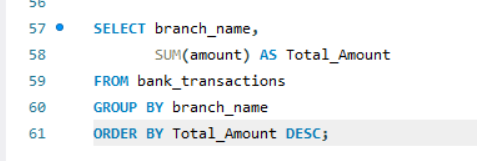 56
57 SELECT branch_name,
58 SUM(amount) AS Total_Amount
59 FROM bank_transactions
60 GROUP BY branch_name
61 ORDER BY Total_Amount DESC;